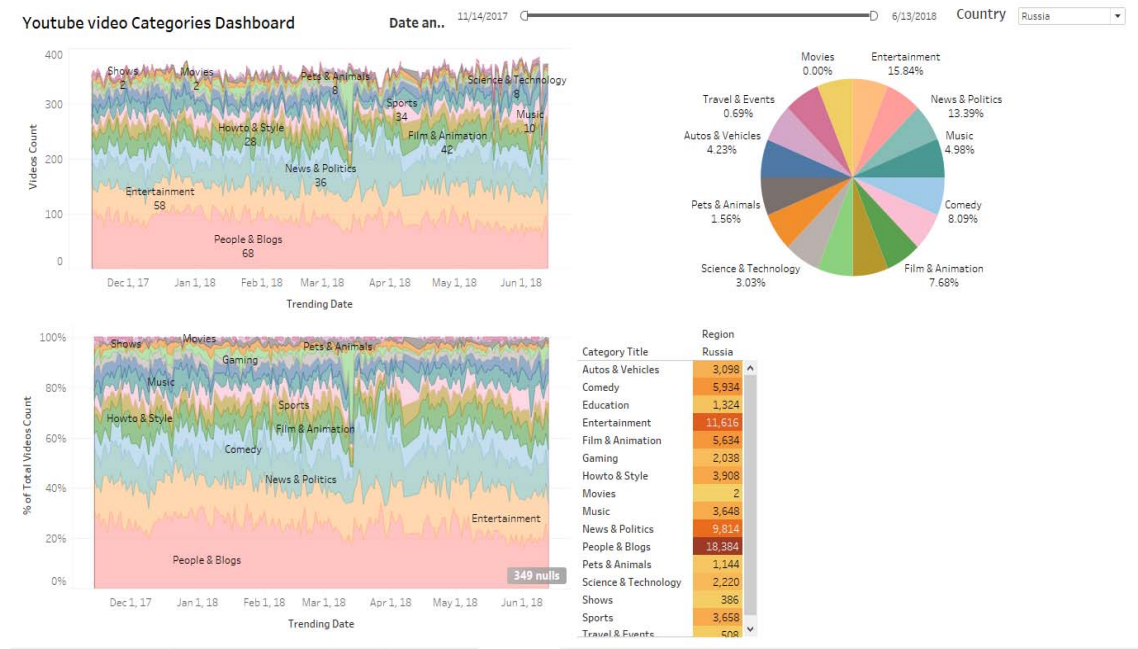 Youtube video Categories Dashboard
Date an..
11/14/2017
6/13/2018
Country
Russia
400
300
200
100
0
Videos Count
Shows
2
Movies
2
Pets & Animals
8
Science & Technology
8
Sports
34
Music
10
Howto & Style
28
Film & Animation
42
News & Politics
36
Entertainment
58
People & Blogs
68
Dec 1, 17
Jan 1, 18
Feb 1, 18
Mar 1, 18
Apr 1, 18
May 1, 18
Jun 1, 18
Trending Date
Movies
0.00%
Entertainment
15.84%
Travel & Events
0.69%
News & Politics
13.39%
Autos & Vehicles
4.23%
Music
4.98%
Pets & Animals
1.56%
Comedy
8.09%
Science & Technology
3.03%
Film & Animation
7.68%
100%
80%
60%
40%
20%
0%
% of Total Videos Count
Shows
Movies
Pets & Animals
Gaming
Music
Sports
Howto & Style
Film & Animation
Comedy
News & Politics
Entertainment
People & Blogs
349 nulls
Dec 1, 17
Jan 1, 18
Feb 1, 18
Mar 1, 18
Apr 1, 18
May 1, 18
Jun 1, 18
Trending Date
Region
Category Title Russia
Autos & Vehicles 3,098
Comedy 5,934
Education 1,324
Entertainment 11,616
Film & Animation 5,634
Gaming 2,038
Howto & Style 3,908
Movies 2
Music 3,648
News & Politics 9,814
People & Blogs 18,384
Pets & Animals 1,144
Science & Technology 2,220
Shows 386
Sports 3,658
Travel & Events 508